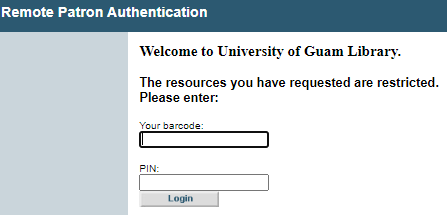 Remote Patron Authentication
Welcome to University of Guam Library.
The resources you have requested are restricted.
Please enter:
Your barcode:
PIN:
Login